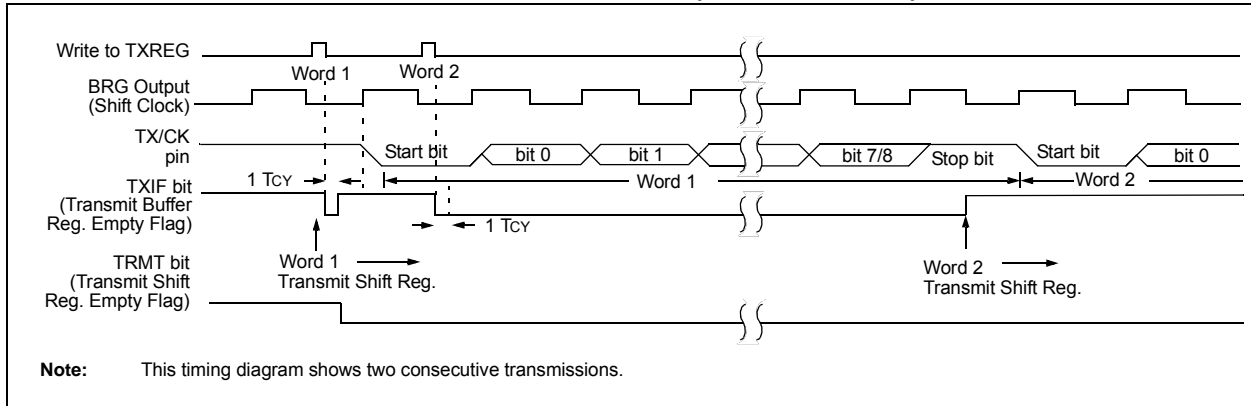 Write to TXREG
Word 1
Word 2
BRG Output
(Shift Clock)
TX/CK
pin
Start bit
bit 0
bit 1
bit 7/8
Stop bit
Start bit
bit 0
1 TCY
Word 1
Word 2
TXIF bit
(Transmit Buffer
Reg. Empty Flag)
1 TCY
Word 1
Transmit Shift Reg.
Word 2
Transmit Shift Reg.
TRMT bit
(Transmit Shift
Reg. Empty Flag)
Note: This timing diagram shows two consecutive transmissions.